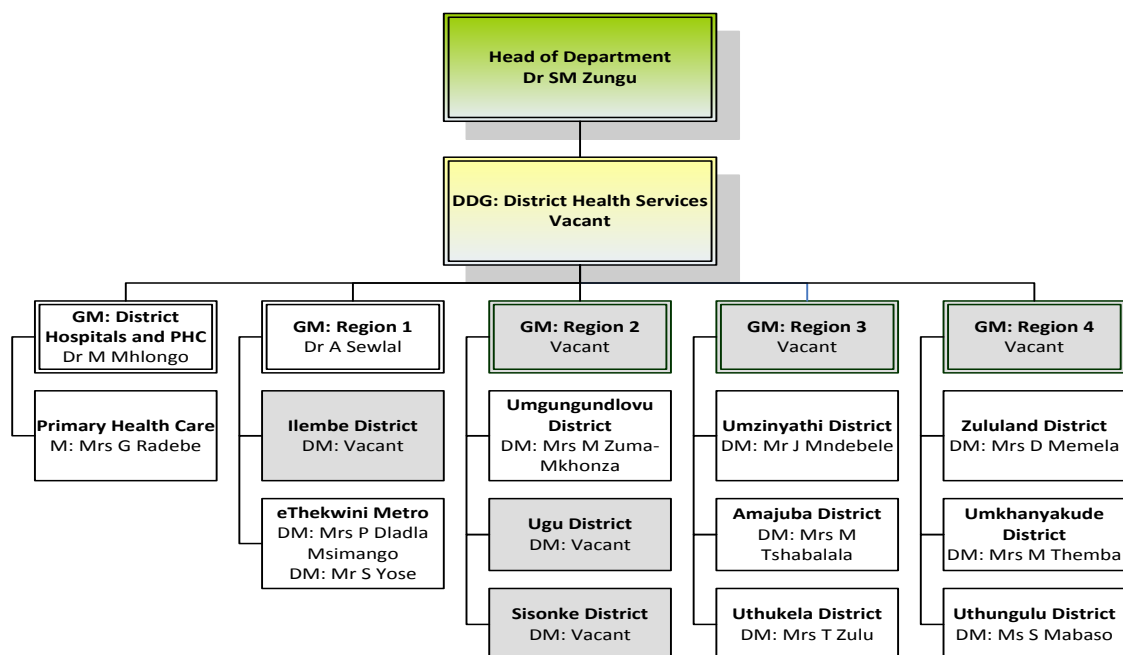 Head of Department
Dr SM Zungu
DDG: District Health Services
Vacant
GM: District
Hospitals and PHC
Dr M Mhlongo
GM: Region 1
Dr A Sewlal
GM: Region 2
Vacant
GM: Region 3
Vacant
GM: Region 4
Vacant
Primary Health Care
M: Mrs G Radebe
Ilembe District
DM: Vacant
Umgungundlovu
District
DM: Mrs M Zuma-
Mkhonza
Umzinyathi District
DM: Mr J Mndebele
Zululand District
DM: Mrs D Memela
eThekwini Metro
DM: Mrs P Dladla
Msimango
DM: Mr S Yose
Ugu District
DM: Vacant
Amajuba District
DM: Mrs M
Tshabalala
Umkhanyakude
District
DM: Mrs M Themba
Sisonke District
DM: Vacant
Uthukela District
DM: Mrs T Zulu
Uthungulu District
DM: Ms S Mabaso